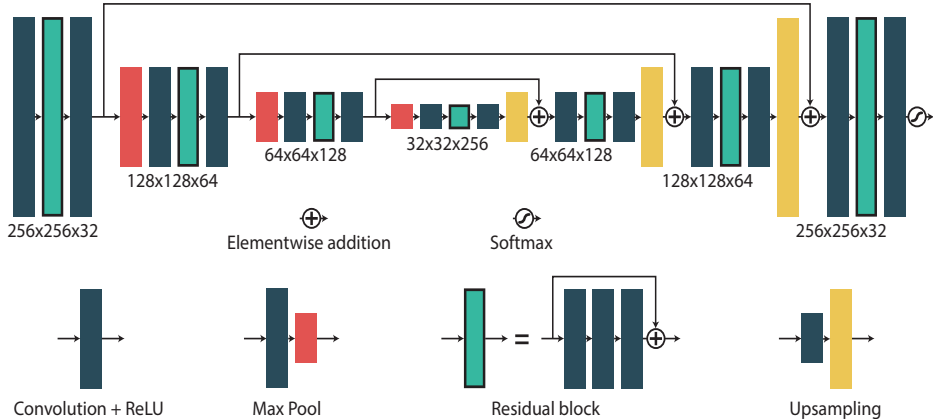 32x32x256
64x64x128
64x64x128
128x128x64
128x128x64
256x256x32
256x256x32
Elementwise addition
Softmax
=
Convolution + ReLU
Max Pool
Residual block
Upsampling